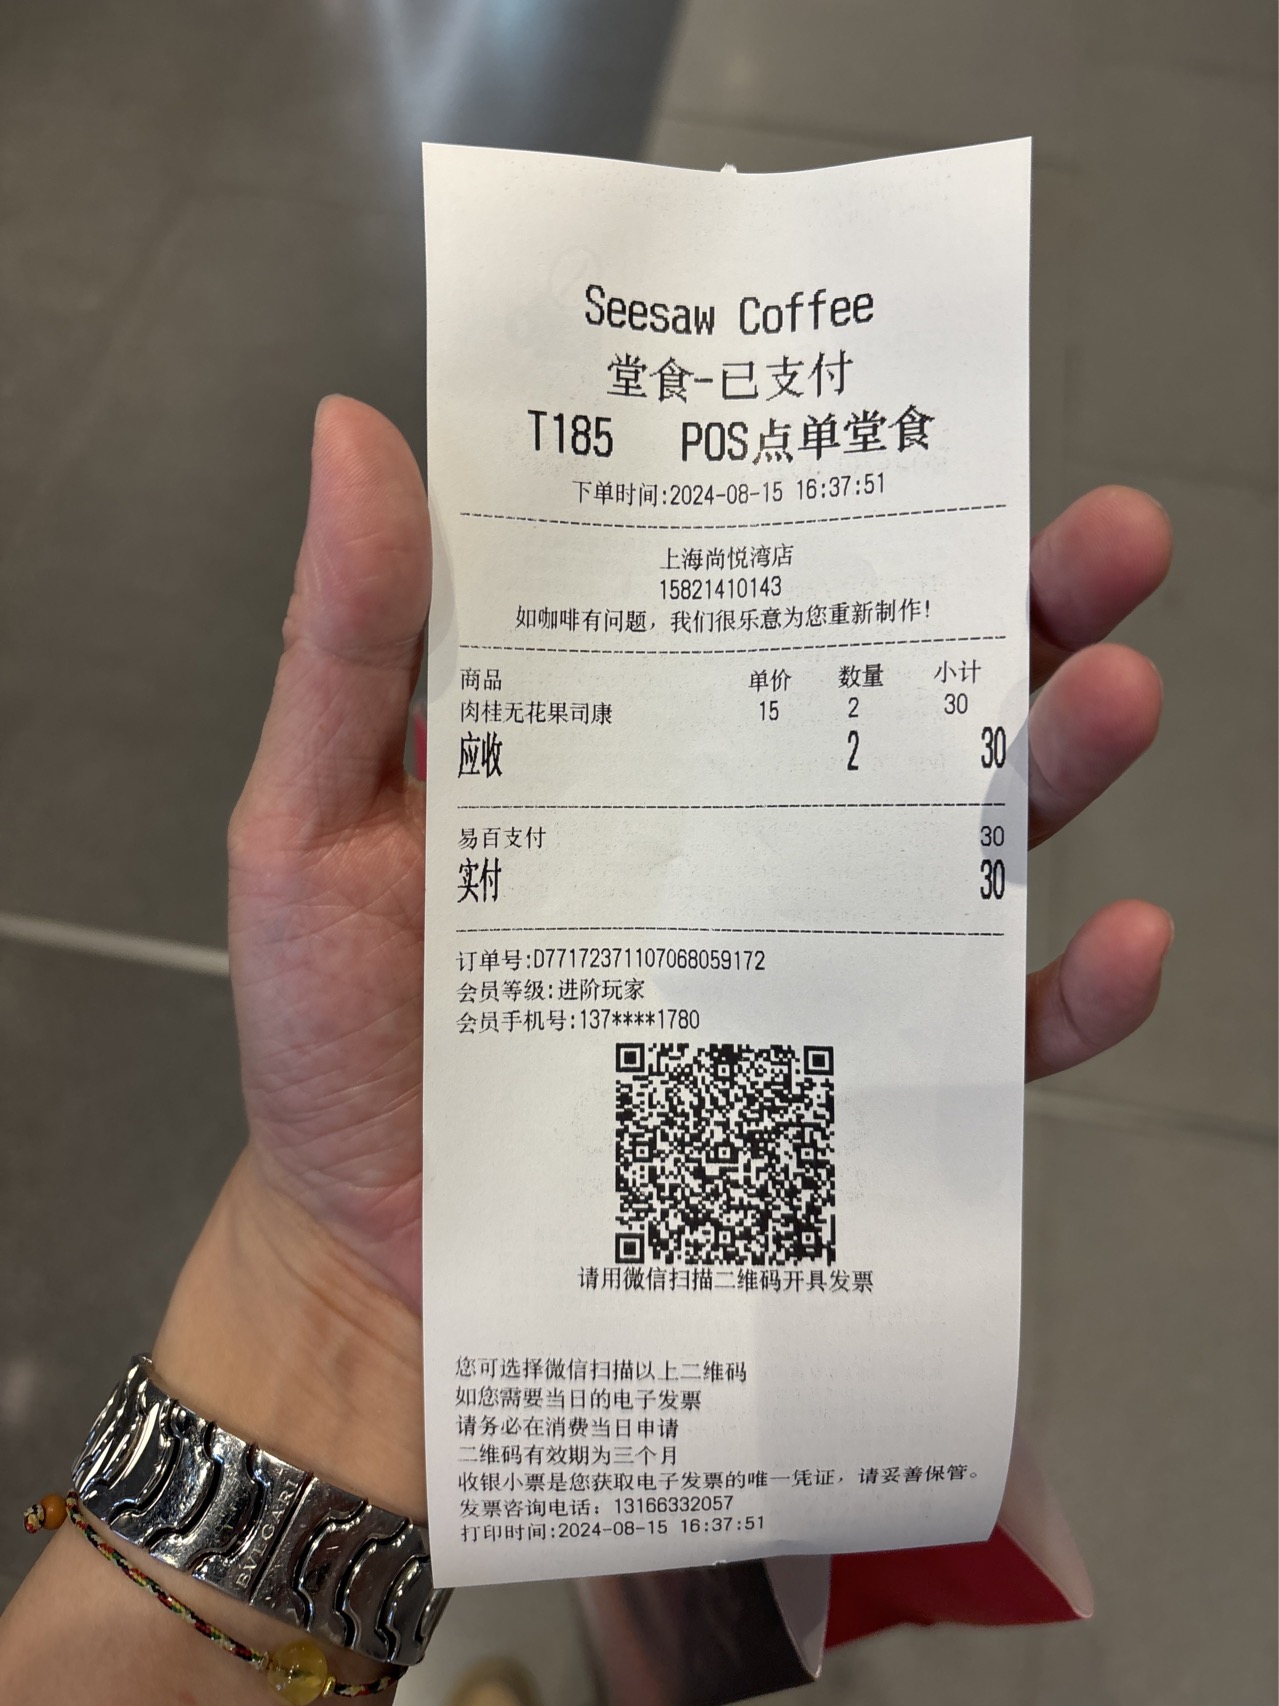 Seesaw Coffee
堂食-已支付
T185 POS点单堂食
下单时间:2024-08-15 16:37:51
上海尚悦湾店
15821410143
如咖啡有问题，我们很乐意为您重新制作!
商品 单价 数量 小计
肉桂无花果司康 15 2 30
应收 2 30
易百支付 30
实付 30
订单号:D77172371107068059172
会员等级:进阶玩家
会员手机号:137****1780
请用微信扫描二维码开具发票
您可选择微信扫描以上二维码
如您需要当日的电子发票
请务必在消费当日申请
二维码有效期为三个月
收银小票是您获取电子发票的唯一凭证，请妥善保管。
发票咨询电话：13166332057
打印时间:2024-08-15 16:37:51
BVLGARI